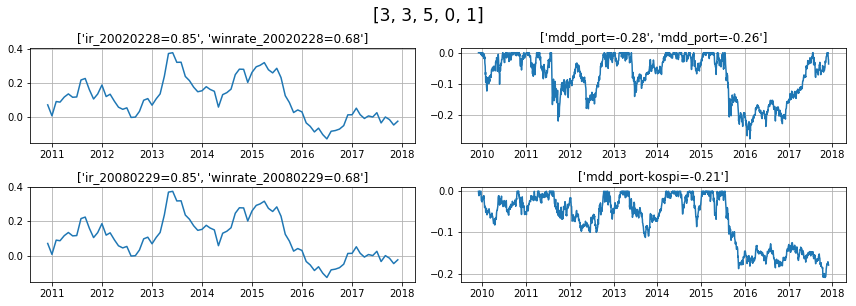 [3, 3, 5, 0, 1]
['ir_20020228=0.85', 'winrate_20020228=0.68']
0.4
0.2
0.0
2011 2012 2013 2014 2015 2016 2017 2018
['mdd_port=-0.28', 'mdd_port=-0.26']
0.0
−0.1
−0.2
2010 2011 2012 2013 2014 2015 2016 2017 2018
['ir_20080229=0.85', 'winrate_20080229=0.68']
0.4
0.2
0.0
2011 2012 2013 2014 2015 2016 2017 2018
['mdd_port-kospi=-0.21']
0.0
−0.1
−0.2
2010 2011 2012 2013 2014 2015 2016 2017 2018